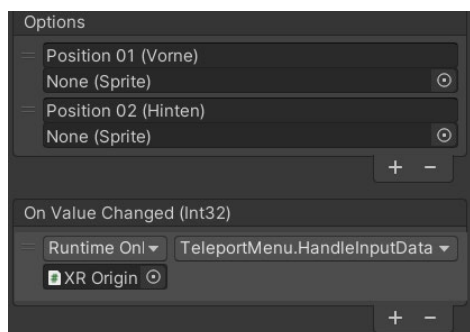 Options
Position 01 (Vorne)
None (Sprite)
Position 02 (Hinten)
None (Sprite)
+ −
On Value Changed (Int32)
Runtime Onl TeleportMenu.HandleInputData
# XR Origin
+ −